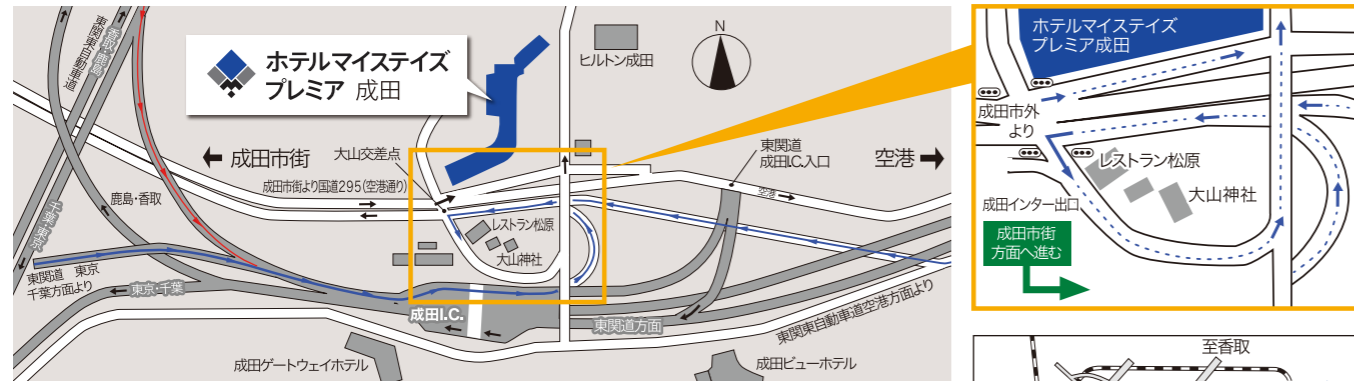 東関東自動車道
香取・鹿島
ホテルマイステイズ
プレミア 成田
ヒルトン成田
N
成田市街
大山交差点
成田市街より国道295(空港通り)
東関道
成田I.C.入口
空港
空港
鹿島・香取
千葉・東京
レストラン松原
大山神社
東関道 東京
千葉方面より
東京・千葉
成田I.C.
東関道方面
東関東自動車道空港方面より
成田ゲートウェイホテル
成田ビューホテル
ホテルマイステイズ
プレミア成田
成田市外
より
レストラン松原
大山神社
成田インター出口
成田市街
方面へ進む
至香取